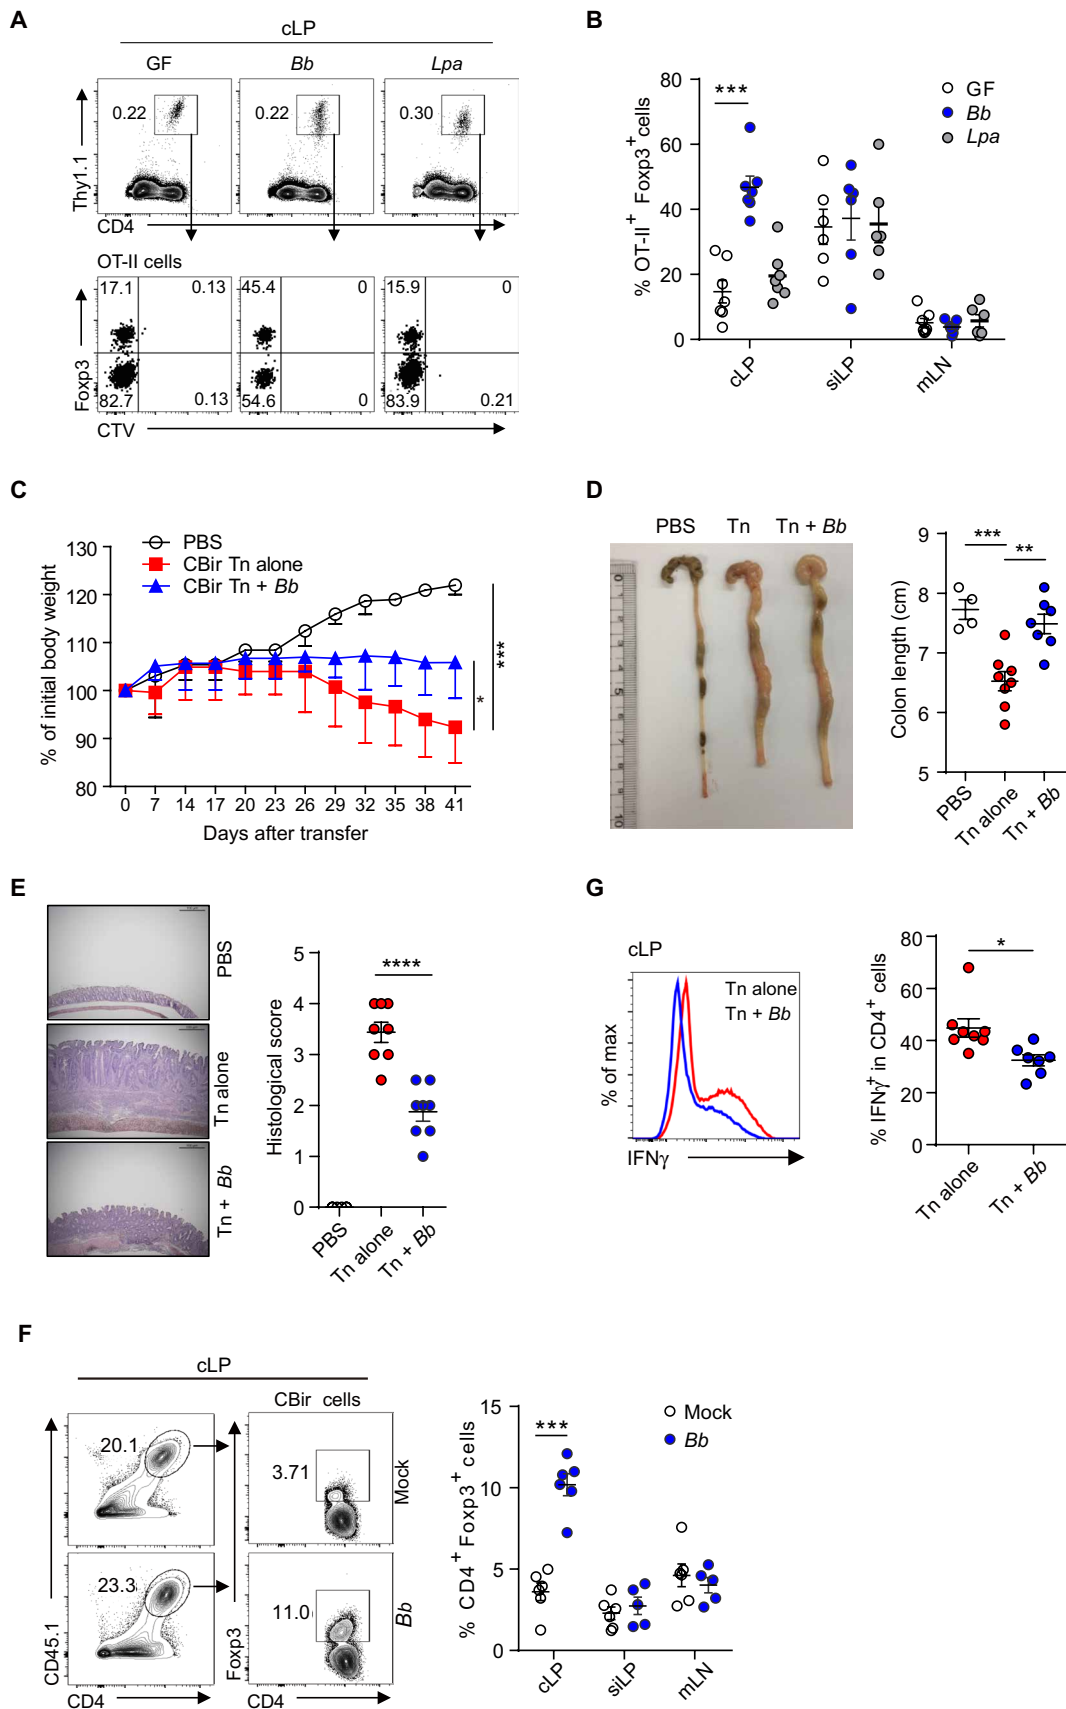 A
cLP
GF Bb Lpa
0.22 0.22 0.30
Thy1.1
CD4
OT-II cells
17.1 0.13 45.4 0 15.9 0
Foxp3
82.7 0.13 54.6 0 83.9 0.21
CTV
B
% OT-II+ Foxp3+cells
80
60
40
20
0
***
GF
Bb
Lpa
cLP siLP mLN
C
% of initial body weight
130
120
110
100
90
80
PBS
CBir Tn alone
CBir Tn + Bb
***
*
0 7 14 17 20 23 26 29 32 35 38 41
Days after transfer
D
PBS Tn Tn + Bb
Colon length (cm)
9
8
7
6
5
*** **
PBS
Tn alone
Tn + Bb
E
PBS
Tn alone
Tn + Bb
Histological score
5
4
3
2
1
0
****
PBS
Tn alone
Tn + Bb
G
cLP
Tn alone
Tn + Bb
% of max
IFNγ
% IFNγ+ in CD4+ cells
80
60
40
20
0
*
Tn alone
Tn + Bb
F
cLP
CBir cells
20.1
3.71
Mock
23.3
11.0
Bb
CD45.1
Foxp3
CD4 CD4
% CD4+ Foxp3+ cells
15
10
5
0
***
Mock
Bb
cLP siLP mLN